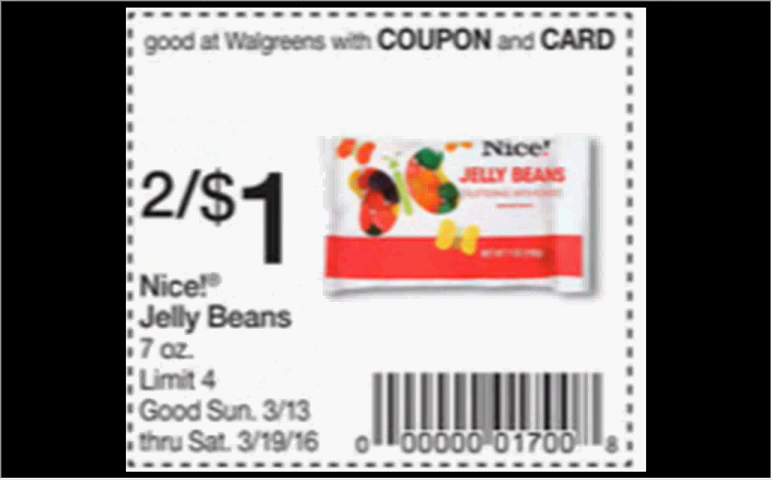 good at Walgreens with COUPON and CARD
2/$1
Nice!
JELLY BEANS
Nice!®
Jelly Beans
7 oz.
Limit 4
Good Sun. 3/13
thru Sat. 3/19/16
0 00000 01700 8